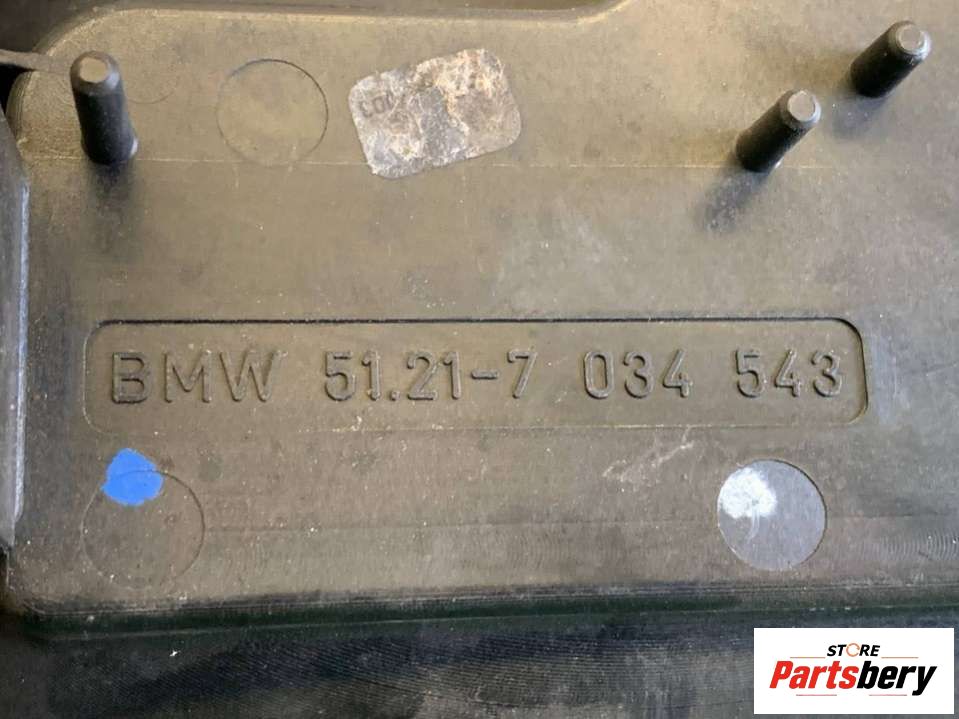 BMW 51.21-7 034 543
STORE
Partsbery